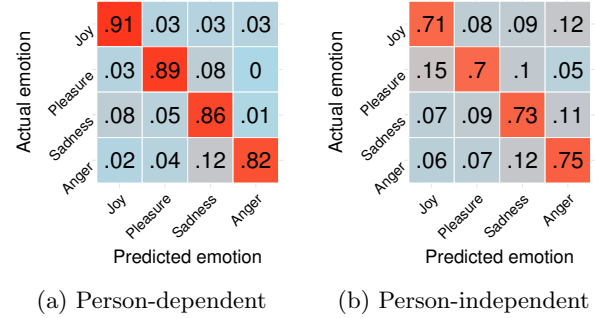 Actual emotion
Joy .91 .03 .03 .03
Pleasure .03 .89 .08 0
Sadness .08 .05 .86 .01
Anger .02 .04 .12 .82
Joy Pleasure Sadness Anger
Predicted emotion
(a) Person-dependent
Actual emotion
Joy .71 .08 .09 .12
Pleasure .15 .7 .1 .05
Sadness .07 .09 .73 .11
Anger .06 .07 .12 .75
Joy Pleasure Sadness Anger
Predicted emotion
(b) Person-independent